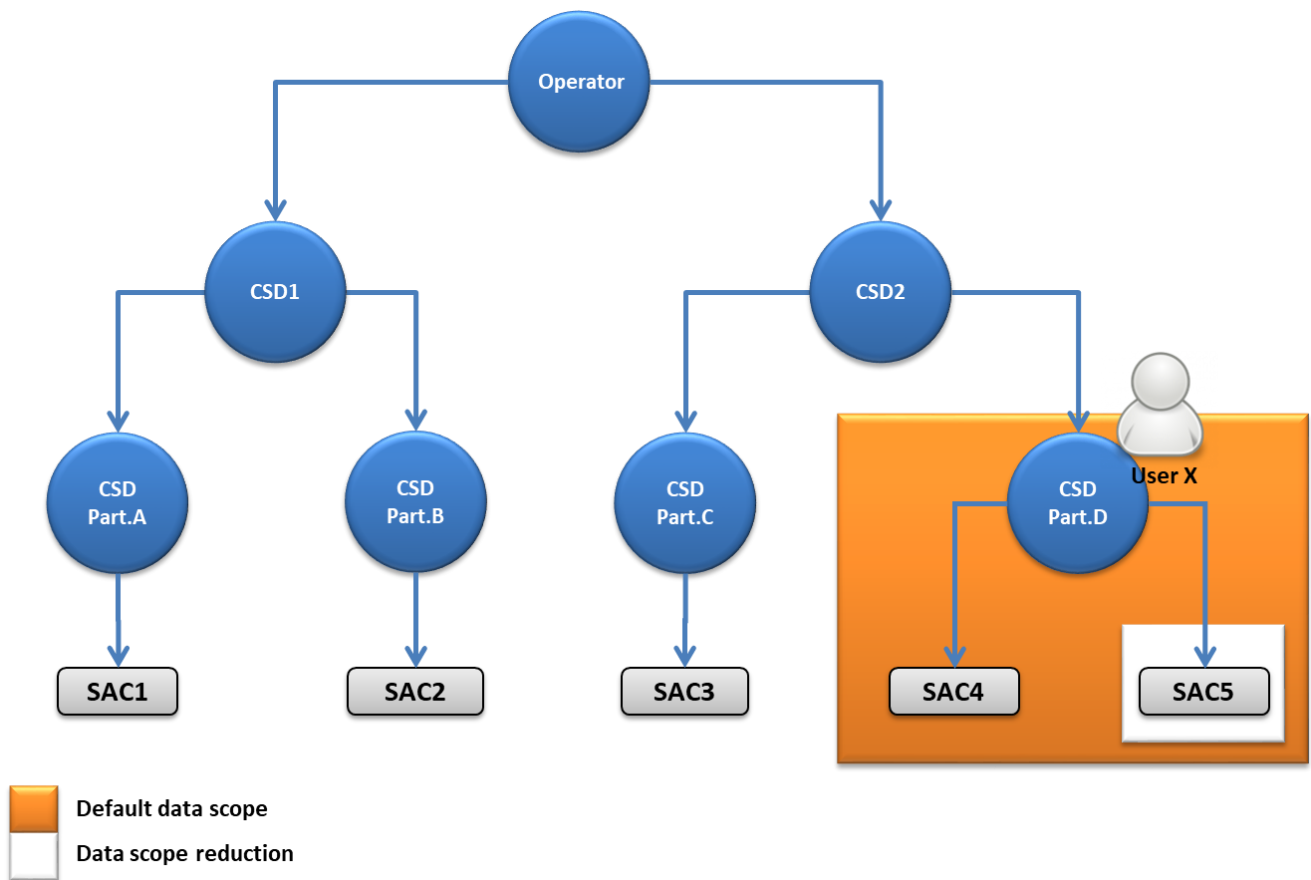 Operator
CSD1
CSD2
CSD
Part.A
CSD
Part.B
CSD
Part.C
User X
CSD
Part.D
SAC1
SAC2
SAC3
SAC4
SAC5
Default data scope
Data scope reduction